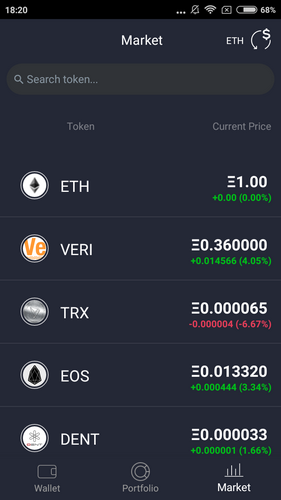 18:20
68%
Market
ETH
$
Search token...
Token Current Price
ETH
Ξ1.00
+0.00 (0.00%)
Ve
VERI
Ξ0.360000
+0.014566 (4.05%)
TRX
Ξ0.000065
-0.000004 (-6.67%)
EOS
Ξ0.013320
+0.000444 (3.34%)
DENT
DENT
Ξ0.000033
+0.000001 (1.66%)
Wallet Portfolio Market